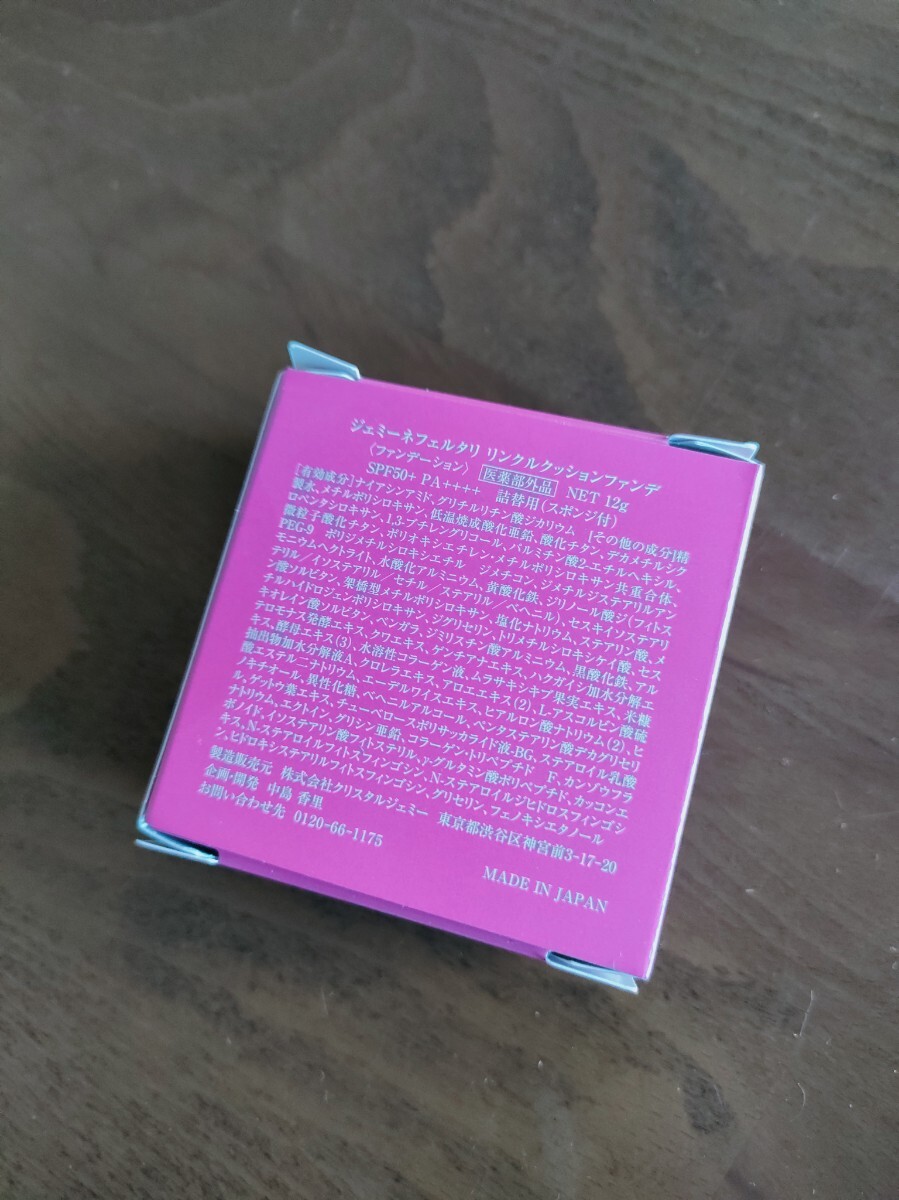 ジェミーネフェルタリ リンクルクッションファンデ
〈ファンデーション〉
SPF50+ PA++++ 医薬部外品 NET 12g
詰替用(スポンジ付)
[有効成分]ナイアシンアミド、グリチルリチン酸ジカリウム [その他の成分]精
製水、メチルポリシロキサン、低温焼成酸化亜鉛、酸化チタン、デカメチルシク
ロペンタシロキサン、1,3-ブチレングリコール、パルミチン酸2-エチルヘキシル、
微粒子酸化チタン、ポリオキシエチレン・メチルポリシロキサン共重合体、
PEG-9 ポリジメチルシロキシエチル ジメチコン、ジメチルジステアリルアン
モニウムヘクトライト、水酸化アルミニウム、黄酸化鉄、ジリノール酸ジ(フィトス
テリル/イソステアリル/セチル/ステアリル/ベヘニル)、セスキイソステアリ
ン酸ソルビタン、架橋型メチルポリシロキサン、塩化ナトリウム、ステアリン酸、メ
チルハイドロジェンポリシロキサン、ジグリセリン、トリメチルシロキシケイ酸、セス
キオレイン酸ソルビタン、ベンガラ、ジミリスチン酸アルミニウム、黒酸化鉄、アル
テロモナス発酵エキス、クワエキス、ゲンチアナエキス、ハクガイシ加水分解エ
キス、酵母エキス(3)、水溶性コラーゲン液、ムラサキシキブ果実エキス、米糠
抽出物加水分解液A、クロレラエキス、アロエエキス(2)、L-アスコルビン酸硫
酸エステル二ナトリウム、エーデルワイスエキス、ヒアルロン酸ナトリウム(2)、ヒ
ノキチオール、異性化糖、ベヘニルアルコール、ペンタステアリン酸デカグリセリ
ル、ゲットウ葉エキス、チューベローズポリサッカライド液、BG、ステアロイル乳酸
ナトリウム、エクトイン、グリシン亜鉛、コラーゲン・トリペプチド F、カンゾウフラ
ボノイド、イソステアリン酸フィトステリル、γ-グルタミン酸ポリペプチド、カッコンエ
キス、N-ステアロイルフィトスフィンゴシン、N-ステアロイルジヒドロスフィンゴシ
ン、ヒドロキシステアリルフィトスフィンゴシン、グリセリン、フェノキシエタノール
製造販売元 株式会社クリスタルジェミー 東京都渋谷区神宮前3-17-20
企画・開発 中島 香里
お問い合わせ先 0120-66-1175
MADE IN JAPAN